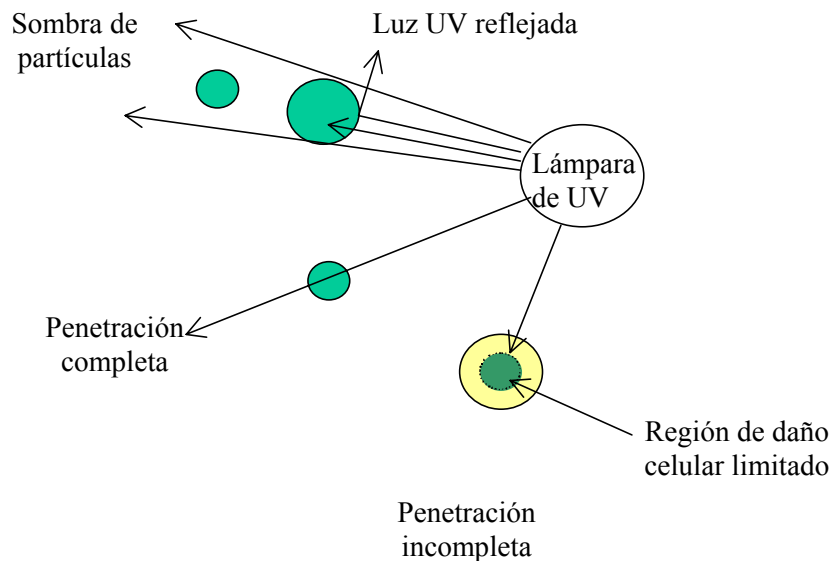 Sombra de
partículas
Luz UV reflejada
Lámpara
de UV
Penetración
completa
Región de daño
celular limitado
Penetración
incompleta